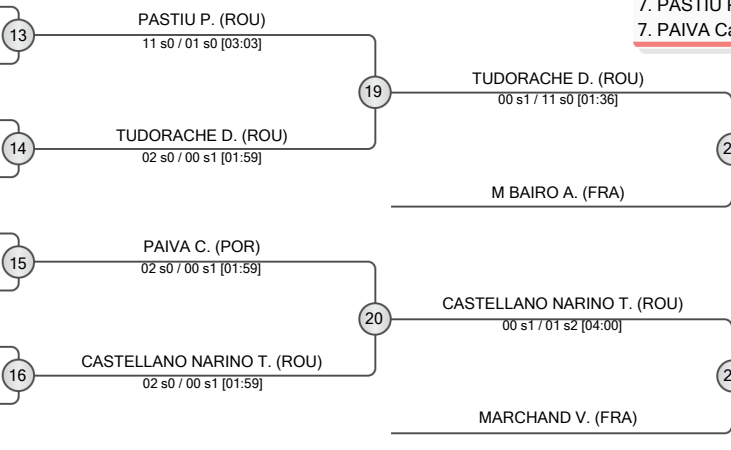 7. PASTIU
7. PAIVA
13
PASTIU P. (ROU)
11 s0 / 01 s0 [03:03]
19
TUDORACHE D. (ROU)
00 s1 / 11 s0 [01:36]
14
TUDORACHE D. (ROU)
02 s0 / 00 s1 [01:59]
M BAIRO A. (FRA)
15
PAIVA C. (POR)
02 s0 / 00 s1 [01:59]
20
CASTELLANO NARINO T. (ROU)
00 s1 / 01 s2 [04:00]
16
CASTELLANO NARINO T. (ROU)
02 s0 / 00 s1 [01:59]
MARCHAND V. (FRA)